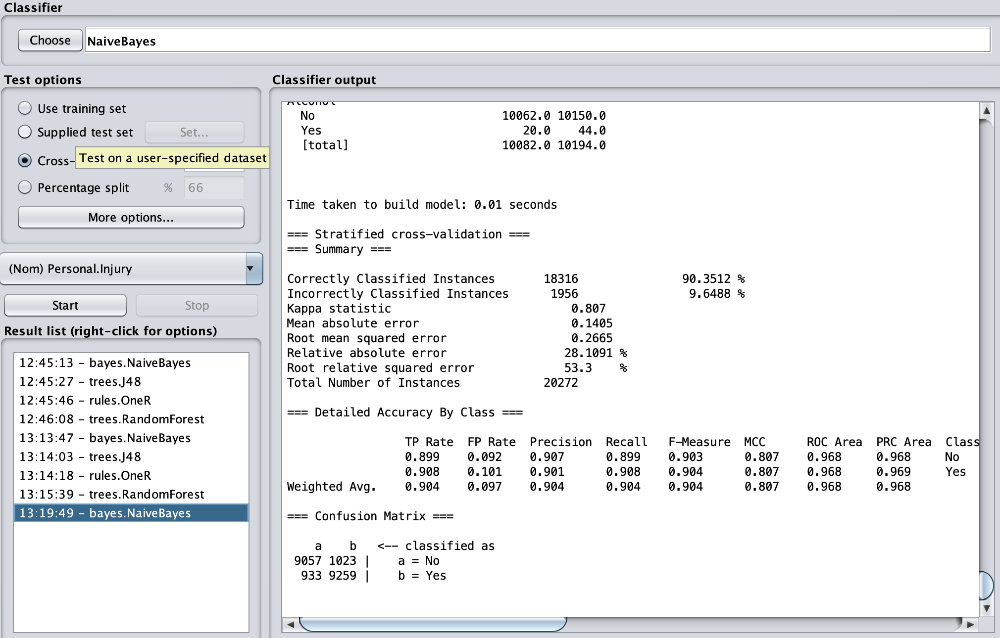 Classifier
Choose NaiveBayes
Test options
Use training set
Supplied test set Set...
Cross-
Test on a user-specified dataset
Percentage split % 66
More options...
(Nom) Personal.Injury
Start Stop
Result list (right-click for options)
12:45:13 - bayes.NaiveBayes
12:45:27 - trees.J48
12:45:46 - rules.OneR
12:46:08 - trees.RandomForest
13:13:47 - bayes.NaiveBayes
13:14:03 - trees.J48
13:14:18 - rules.OneR
13:15:39 - trees.RandomForest
13:19:49 - bayes.NaiveBayes
Classifier output
Alcohol
No 10062.0 10150.0
Yes 20.0 44.0
[total] 10082.0 10194.0
Time taken to build model: 0.01 seconds
=== Stratified cross-validation ===
=== Summary ===
Correctly Classified Instances 18316 90.3512 %
Incorrectly Classified Instances 1956 9.6488 %
Kappa statistic 0.807
Mean absolute error 0.1405
Root mean squared error 0.2665
Relative absolute error 28.1091 %
Root relative squared error 53.3 %
Total Number of Instances 20272
=== Detailed Accuracy By Class ===
TP Rate FP Rate Precision Recall F-Measure MCC ROC Area PRC Area Class
0.899 0.092 0.907 0.899 0.903 0.807 0.968 0.968 No
0.908 0.101 0.901 0.908 0.904 0.807 0.968 0.969 Yes
Weighted Avg. 0.904 0.097 0.904 0.904 0.904 0.807 0.968 0.968
=== Confusion Matrix ===
a b <-- classified as
9057 1023 | a = No
933 9259 | b = Yes